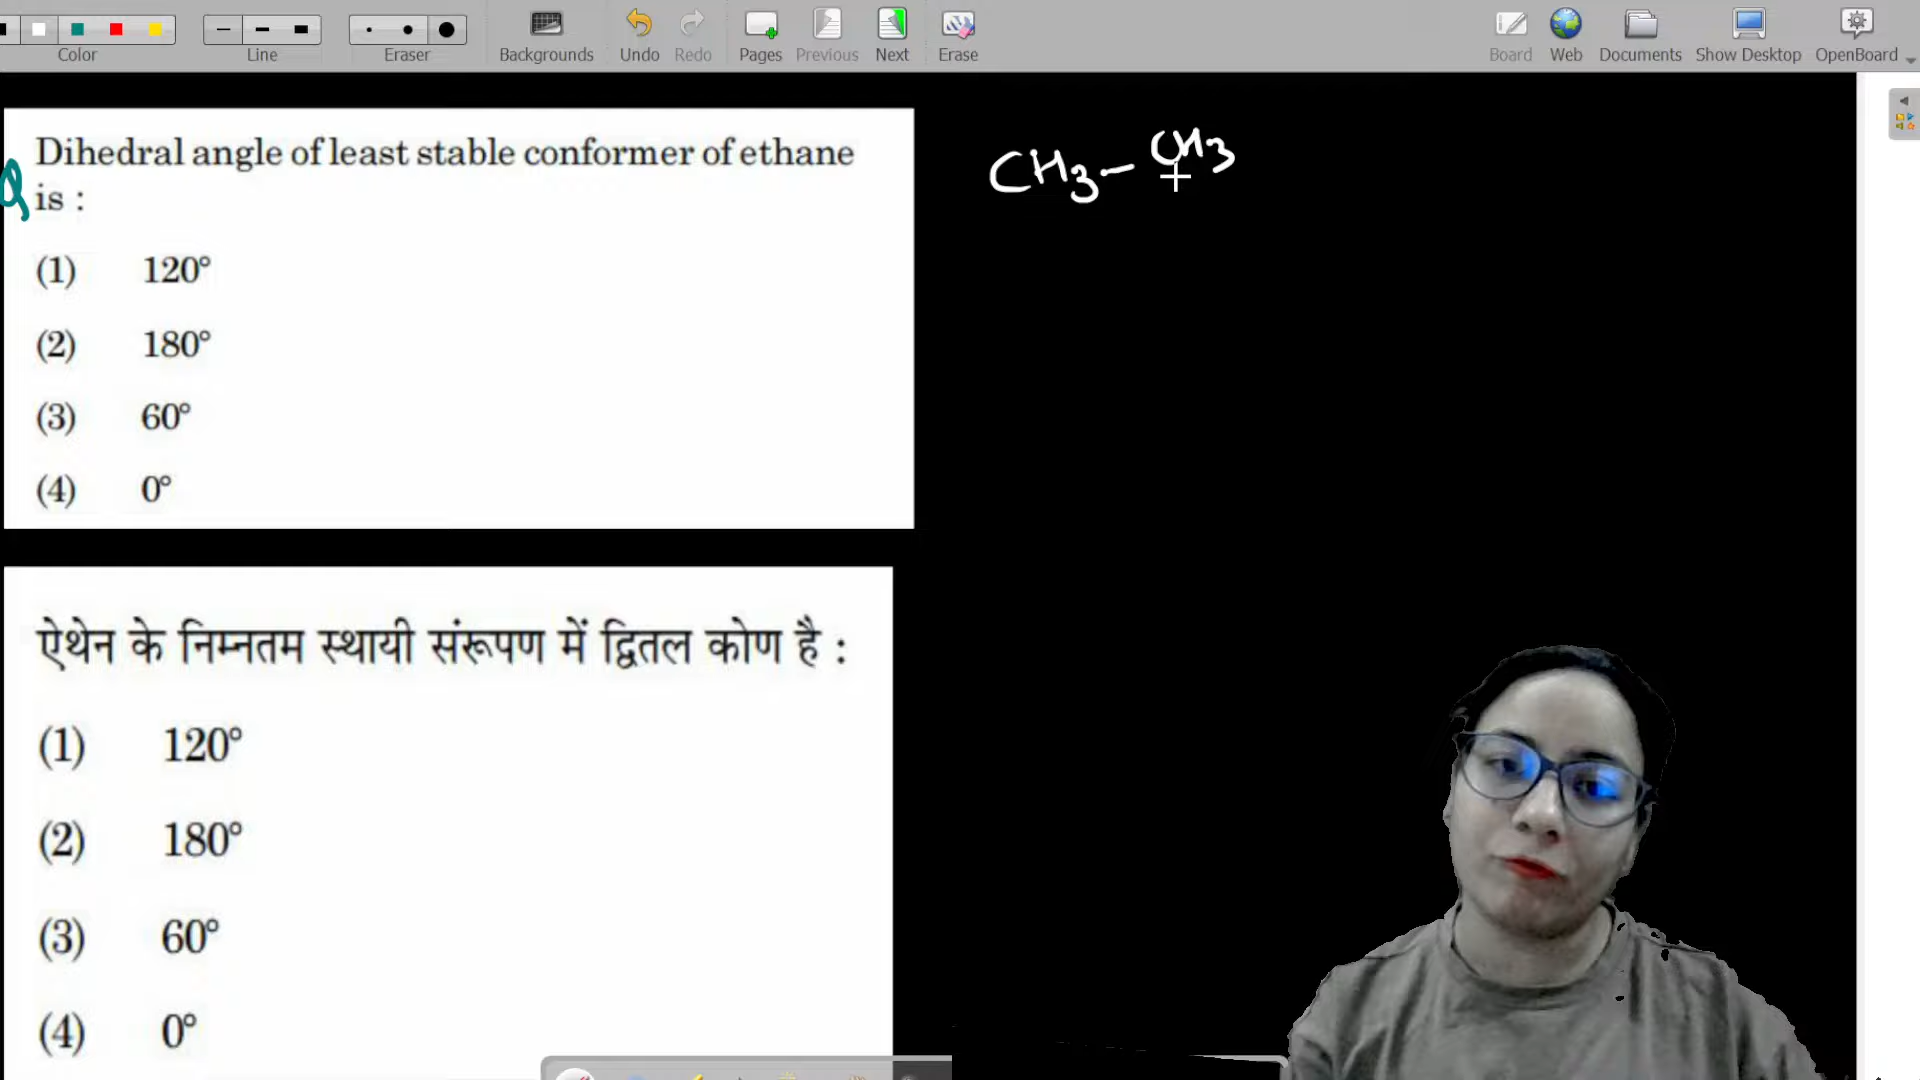 Color
Line
Eraser
Backgrounds
Undo
Redo
Pages
Previous
Next
Erase
Board
Web
Documents
Show Desktop
OpenBoard
Q
Dihedral angle of least stable conformer of ethane
is :
(1) 120°
(2) 180°
(3) 60°
(4) 0°
CH3-CH3
ऐथेन के निम्नतम स्थायी संरूपण में द्वितल कोण है :
(1) 120°
(2) 180°
(3) 60°
(4) 0°